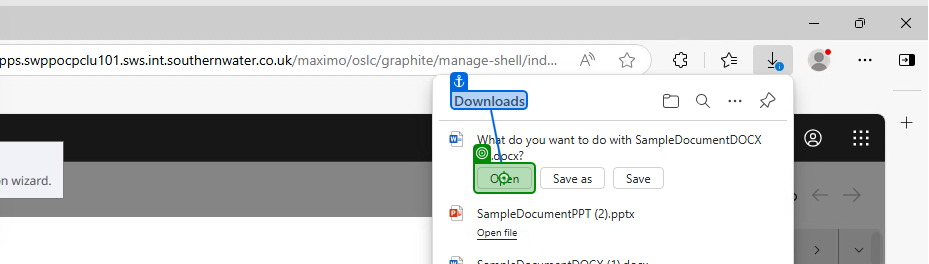 pps.swppocpclu101.sws.int.southernwater.co.uk/maximo/oslc/graphite/manage-shell/ind...
Downloads
What do you want to do with SampleDocumentDOCX
.docx?
n wizard.
Open
Save as
Save
SampleDocumentPPT (2).pptx
Open file
SampleDocumentDOCX (1).docx